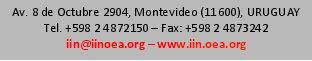 Av. 8 de Octubre 2904, Montevideo (11600), URUGUAY
Tel. +598 2 4872150 – Fax: +598 2 4873242
iin@iinoea.org – www.iin.oea.org